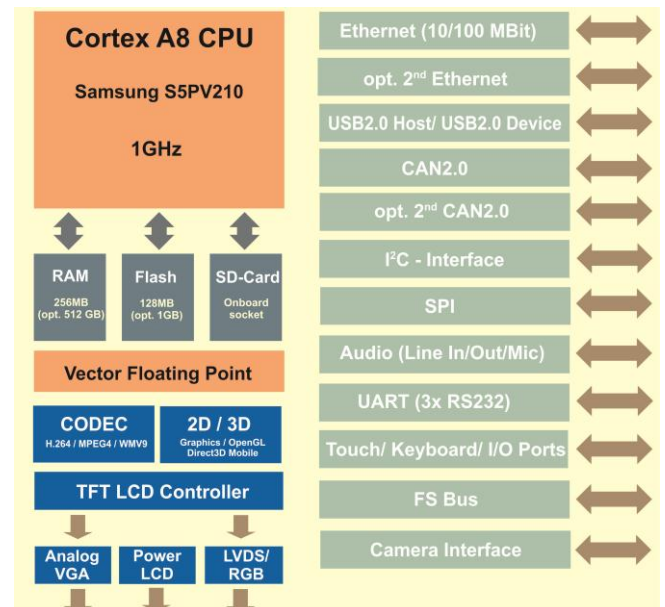 Cortex A8 CPU
Samsung S5PV210
1GHz
RAM
256MB
(opt. 512 GB)
Flash
128MB
(opt. 1GB)
SD-Card
Onboard
socket
Vector Floating Point
CODEC
H.264 / MPEG4 / WMV9
2D / 3D
Graphics / OpenGL
Direct3D Mobile
TFT LCD Controller
Analog
VGA
Power
LCD
LVDS/
RGB
Ethernet (10/100 MBit)
opt. 2nd Ethernet
USB2.0 Host/ USB2.0 Device
CAN2.0
opt. 2nd CAN2.0
I²C - Interface
SPI
Audio (Line In/Out/Mic)
UART (3x RS232)
Touch/ Keyboard/ I/O Ports
FS Bus
Camera Interface